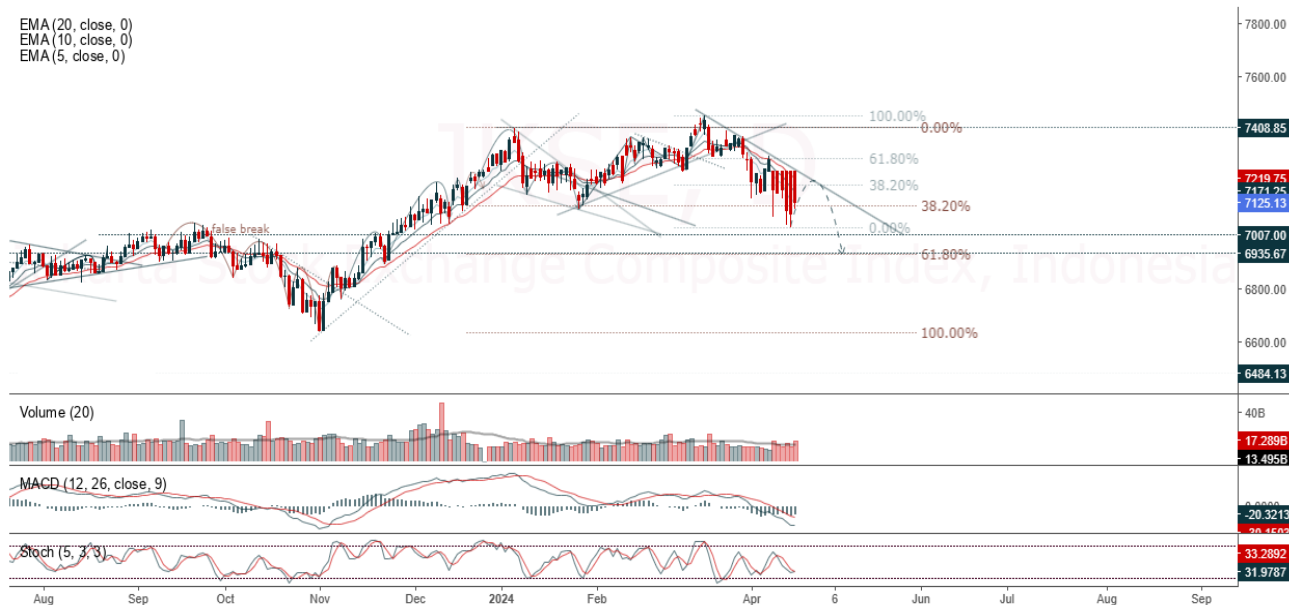 EMA (20, close, 0)
EMA (10, close, 0)
EMA (5, close, 0)
7800.00
7600.00
100.00%
0.00%
7408.85
61.80%
38.20%
7219.75
7171.25
7125.13
38.20%
0.00%
false break
7007.00
61.80%
6935.67
Exchange Composite Index, Indonesia
6800.00
100.00%
6600.00
6484.13
Volume (20)
40B
17.289B
13.495B
MACD (12, 26, close, 9)
-20.3213
Stoch (5, 3, 3)
33.2892
31.9787
Aug Sep Oct Nov Dec 2024 Feb Apr 6 Jun Jul Aug Sep